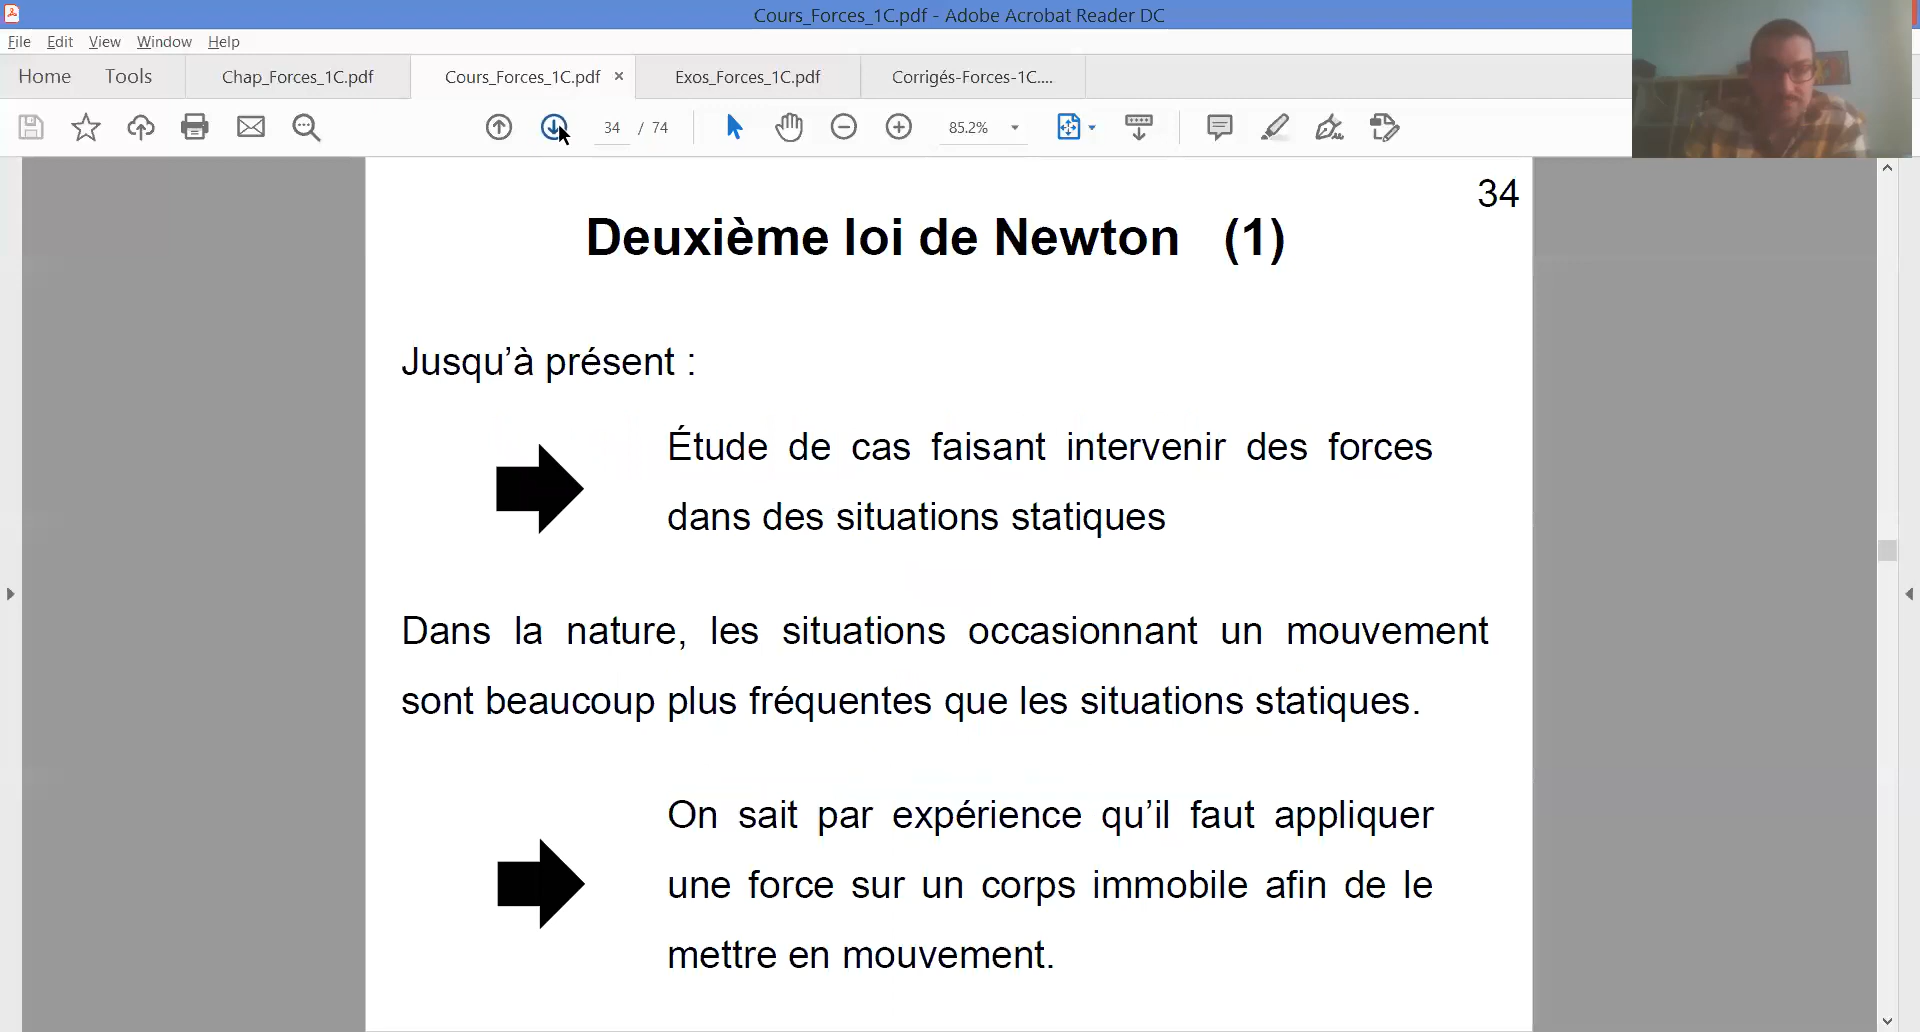 Cours_Forces_1C.pdf - Adobe Acrobat Reader DC
File Edit View Window Help
Home Tools Chap_Forces_1C.pdf Cours_Forces_1C.pdf × Exos_Forces_1C.pdf Corrigés-Forces-1C....
34 / 74 85.2%
34
Deuxième loi de Newton (1)
Jusqu’à présent :
Étude de cas faisant intervenir des forces
dans des situations statiques
Dans la nature, les situations occasionnant un mouvement
sont beaucoup plus fréquentes que les situations statiques.
On sait par expérience qu’il faut appliquer
une force sur un corps immobile afin de le
mettre en mouvement.